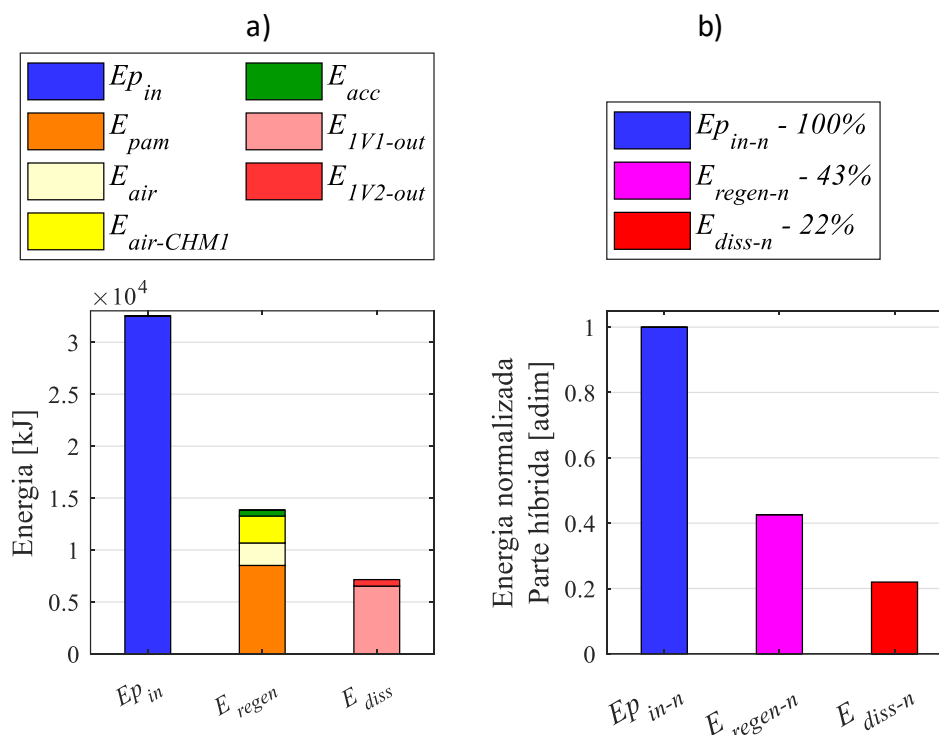 a)
Ep in
E acc
E pam
E 1V1-out
E air
E 1V2-out
E air-CHM1
×10⁴
3
2.5
2
1.5
1
0.5
0
Energia [kJ]
Ep in
E regen
E diss
b)
Ep in-n - 100%
E regen-n - 43%
E diss-n - 22%
1
0.8
0.6
0.4
0.2
0
Energia normalizada
Parte híbrida [adim]
Ep in-n
E regen-n
E diss-n